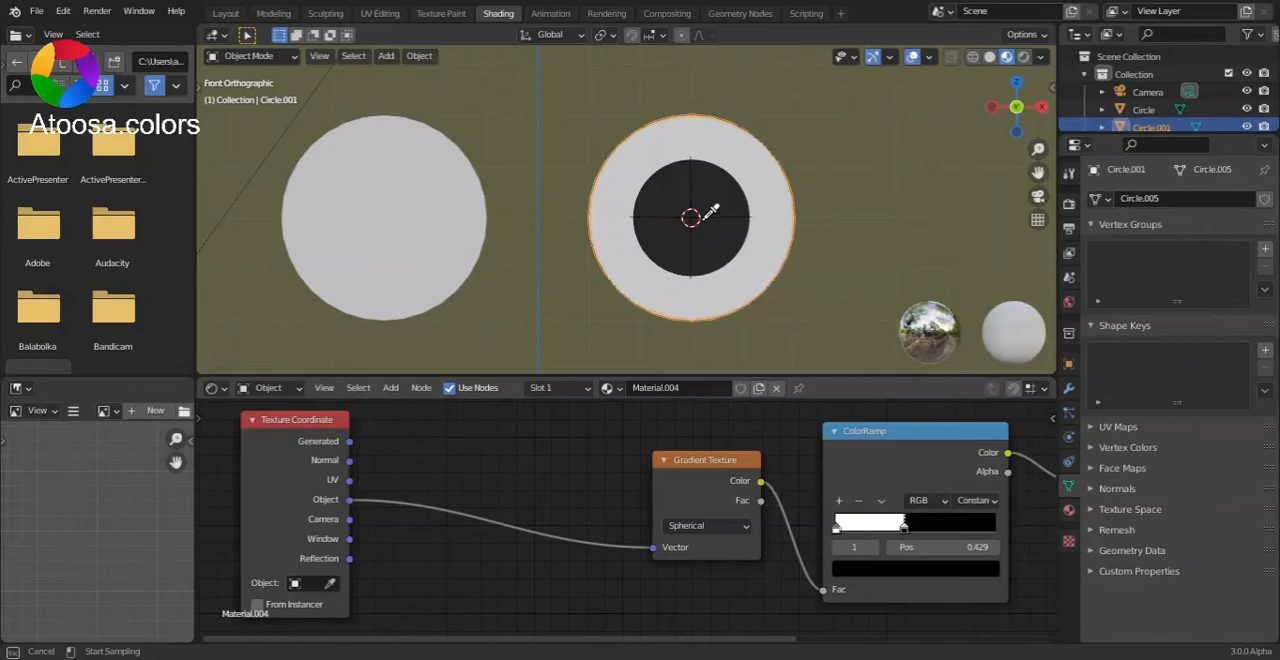 File Edit Render Window Help Layout Modeling Sculpting UV Editing Texture Paint Shading Animation Rendering Compositing Geometry Nodes Scripting + Scene View Layer
View Select Global Options
C:\Users\a... Object Mode View Select Add Object
Atoosa.colors
ActivePresenter ActivePresenter...
Adobe Audacity
Balabolka Bandicam
Front Orthographic
(1) Collection | Circle.001
Z
X
Y
Scene Collection
Collection
Camera
Circle
Circle.001
Circle.001 Circle.005
Circle.005
Vertex Groups
Shape Keys
UV Maps
Vertex Colors
Face Maps
Normals
Texture Space
Remesh
Geometry Data
Custom Properties
View New
Object View Select Add Node Use Nodes Slot 1 Material.004
Texture Coordinate
Generated
Normal
UV
Object
Camera
Window
Reflection
Object:
From Instancer
Material.004
Gradient Texture
Color
Fac
Spherical
Vector
ColorRamp
Color
Alpha
RGB Constan
1 Pos 0.429
Fac
Esc Cancel Start Sampling 3.0.0 Alpha